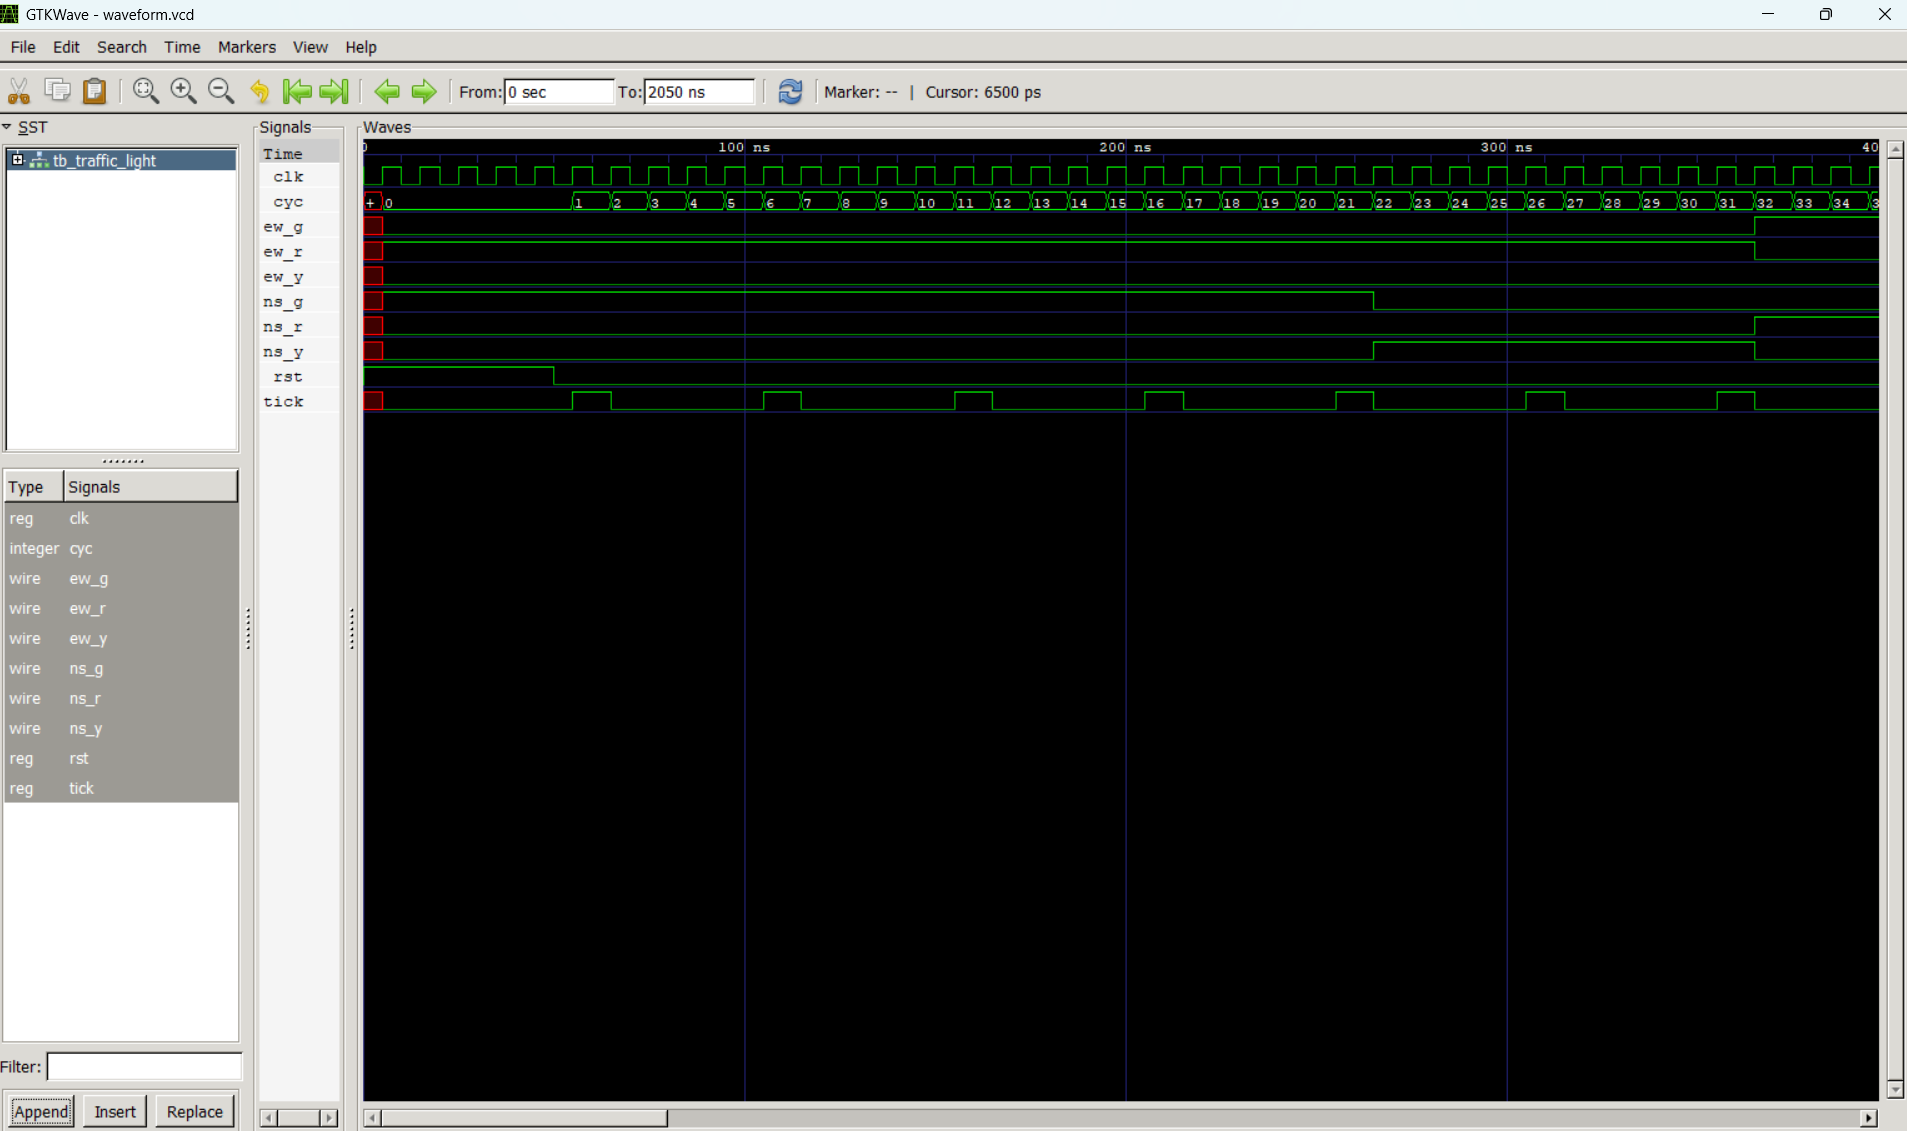 GTKWave - waveform.vcd
File Edit Search Time Markers View Help
From: 0 sec To: 2050 ns Marker: -- | Cursor: 6500 ps
SST
tb_traffic_light
Type Signals
reg clk
integer cyc
wire ew_g
wire ew_r
wire ew_y
wire ns_g
wire ns_r
wire ns_y
reg rst
reg tick
Filter:
Append Insert Replace
Signals
Time
clk
cyc
ew_g
ew_r
ew_y
ns_g
ns_r
ns_y
rst
tick
Waves
0 100 ns 200 ns 300 ns 40
+ 0 1 2 3 4 5 6 7 8 9 10 11 12 13 14 15 16 17 18 19 20 21 22 23 24 25 26 27 28 29 30 31 32 33 34 3